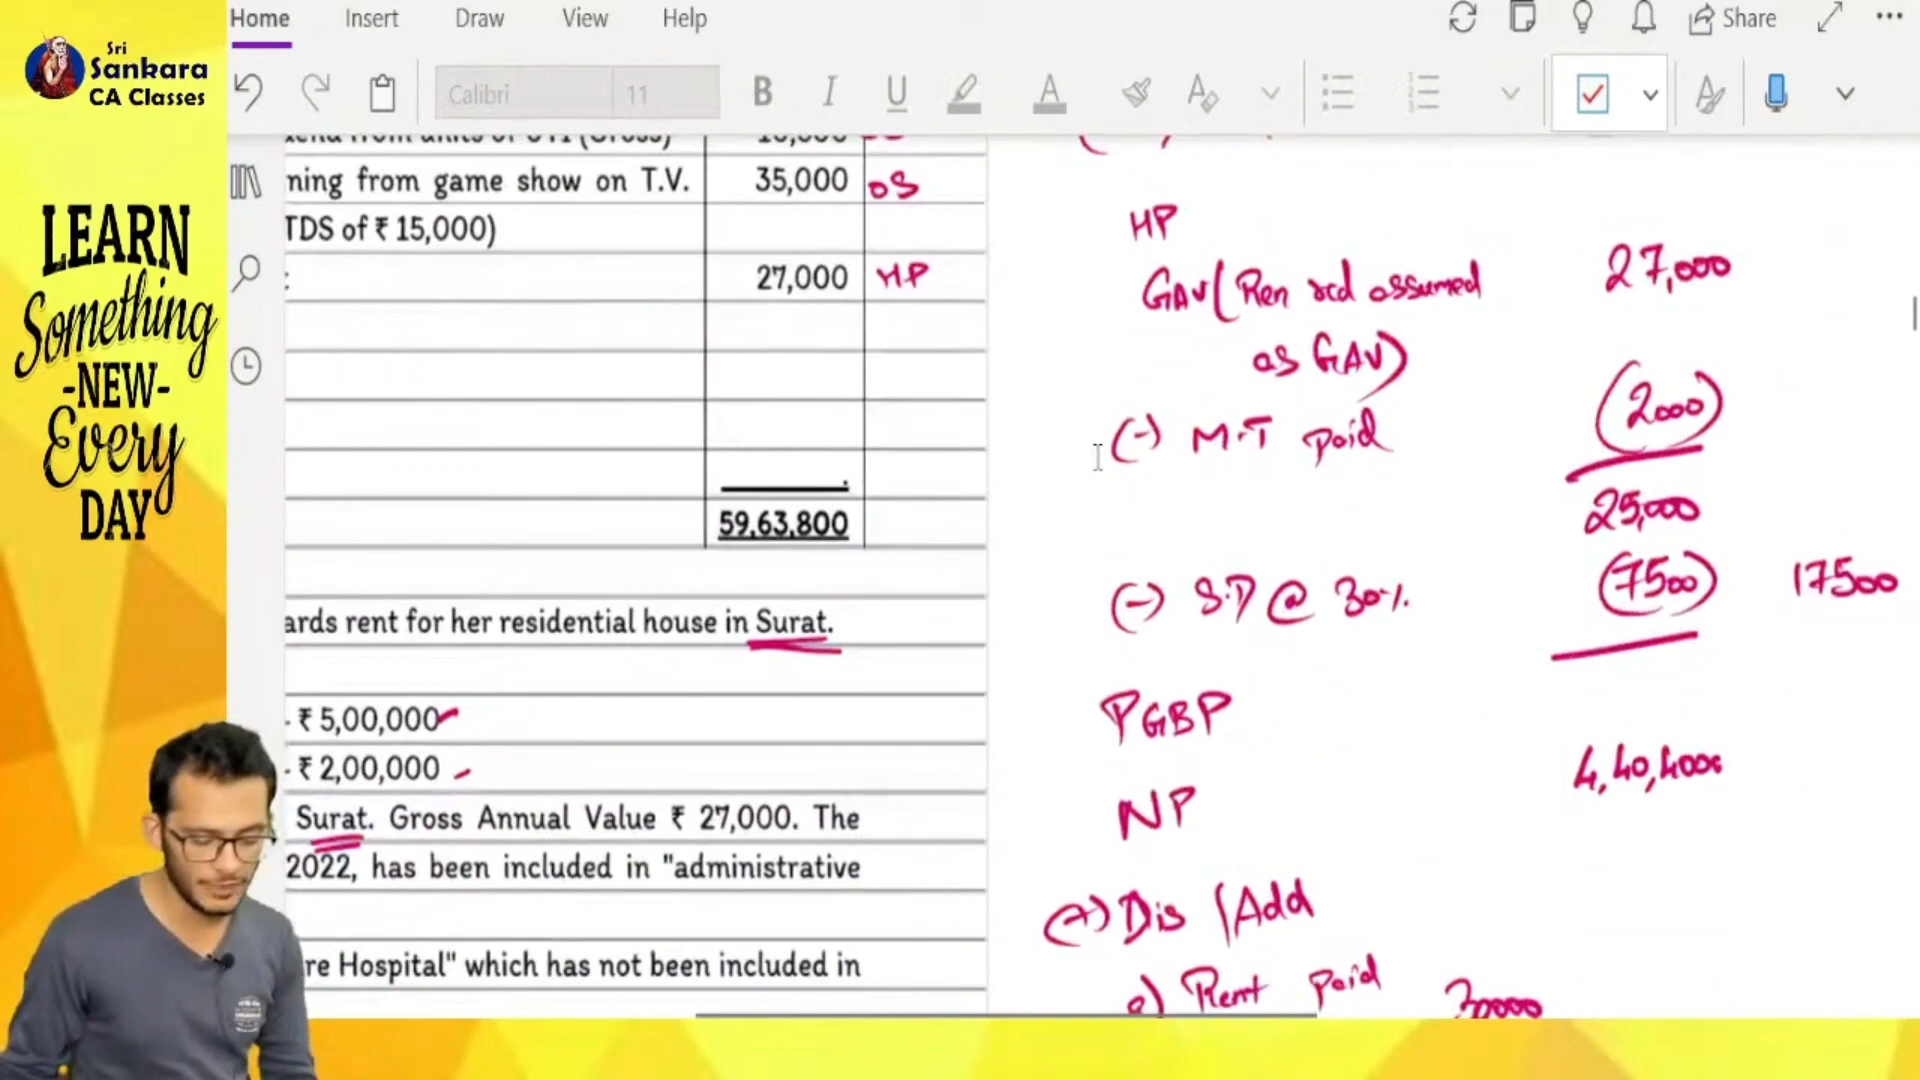 Sri
Sankara
CA Classes
LEARN
Something
-NEW-
Every
DAY
Home Insert Draw View Help Share
Calibri 11 B I U A
from units of UTI (Gross)
ning from game show on T.V. 35,000 OS
TDS of ₹ 15,000)
: 27,000 HP
59,63,800
ards rent for her residential house in Surat.
- ₹ 5,00,000
- ₹ 2,00,000
Surat. Gross Annual Value ₹ 27,000. The
2022, has been included in "administrative
re Hospital" which has not been included in
HP
GAV (Ren rcd assumed 27,000
as GAV)
(-) M.T paid (2000)
25,000
(-) S.D @ 30% (7500) 17500
PGBP
NP 4,40,400
Dis / Add
a) Rent paid